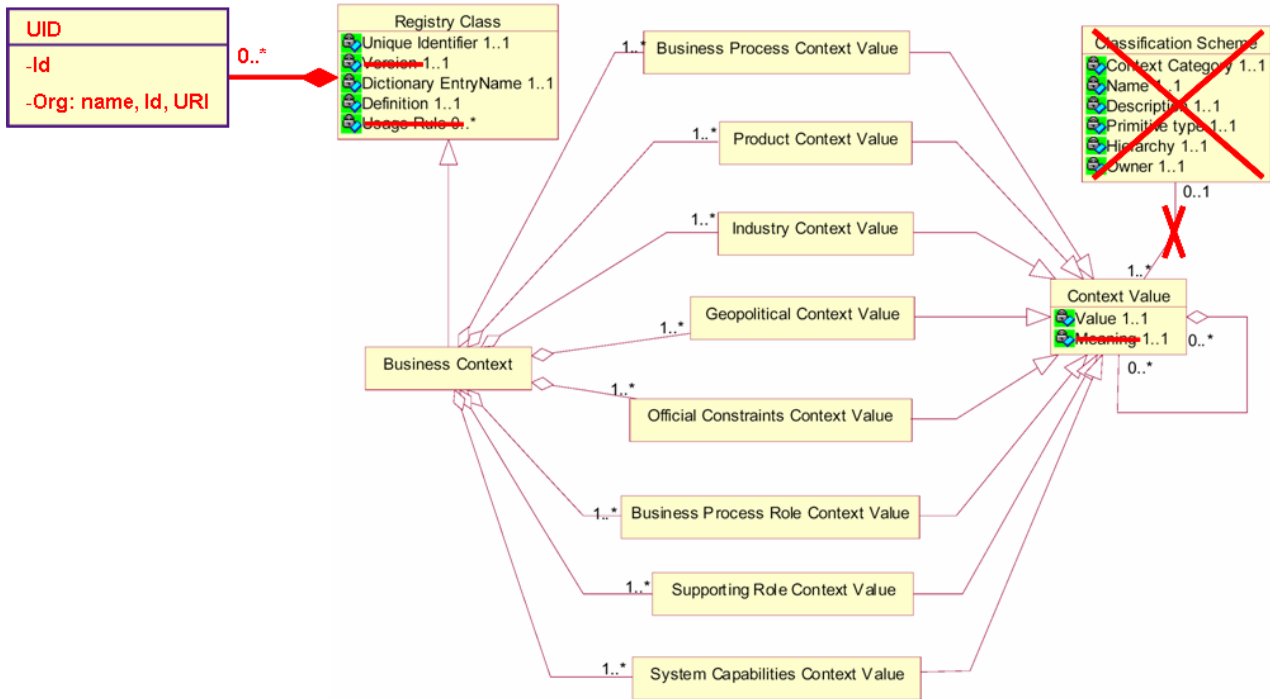 UID
-Id
-Org: name, Id, URI
0..*
Registry Class
Unique Identifier 1..1
Version 1..1
Dictionary EntryName 1..1
Definition 1..1
Usage Rule 0..*
Business Context
1..*
Business Process Context Value
1..*
Product Context Value
1..*
Industry Context Value
1..*
Geopolitical Context Value
1..*
Official Constraints Context Value
1..*
Business Process Role Context Value
1..*
Supporting Role Context Value
1..*
System Capabilities Context Value
Classification Scheme
Context Category 1..1
Name 1..1
Description 1..1
Primitive type 1..1
Hierarchy 1..1
Owner 1..1
0..1
1..*
Context Value
Value 1..1
Meaning 1..1
0..*
0..*